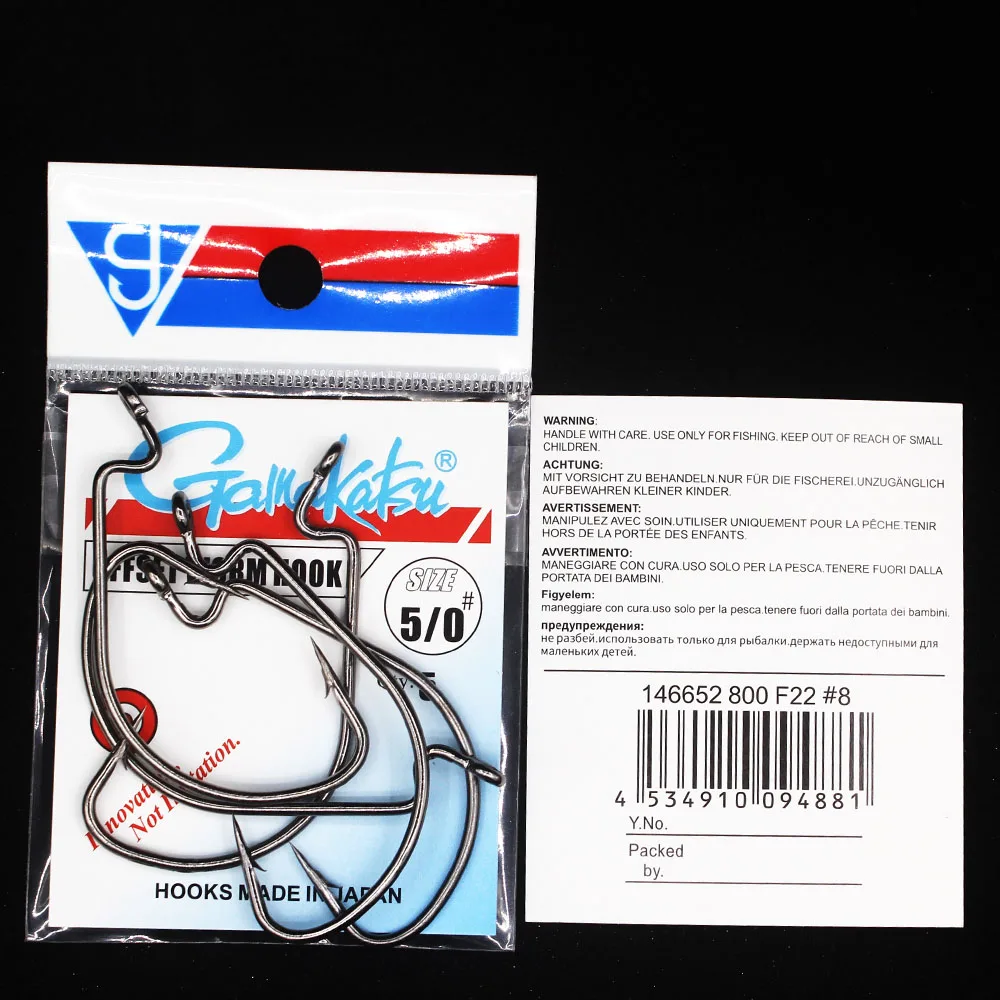 g
Gamakatsu®
HOOK
SIZE
5/0#
Innovation.
Not Imitation.
HOOKS MADE IN JAPAN
WARNING:
HANDLE WITH CARE. USE ONLY FOR FISHING. KEEP OUT OF REACH OF SMALL
CHILDREN.
ACHTUNG:
MIT VORSICHT ZU BEHANDELN.NUR FÜR DIE FISCHEREI.UNZUGÄNGLICH
AUFBEWAHREN KLEINER KINDER.
AVERTISSEMENT:
MANIPULEZ AVEC SOIN.UTILISER UNIQUEMENT POUR LA PÊCHE.TENIR
HORS DE LA PORTÉE DES ENFANTS.
AVVERTIMENTO:
MANEGGIARE CON CURA.USO SOLO PER LA PESCA.TENERE FUORI DALLA
PORTATA DEI BAMBINI.
Figyelem:
maneggiare con cura.uso solo per la pesca.tenere fuori dalla portata dei bambini.
предупреждения:
не разбей.использовать только для рыбалки.держать недоступными для
маленьких детей.
146652 800 F22 #8
4 534910 094881
Y.No.
Packed
by.